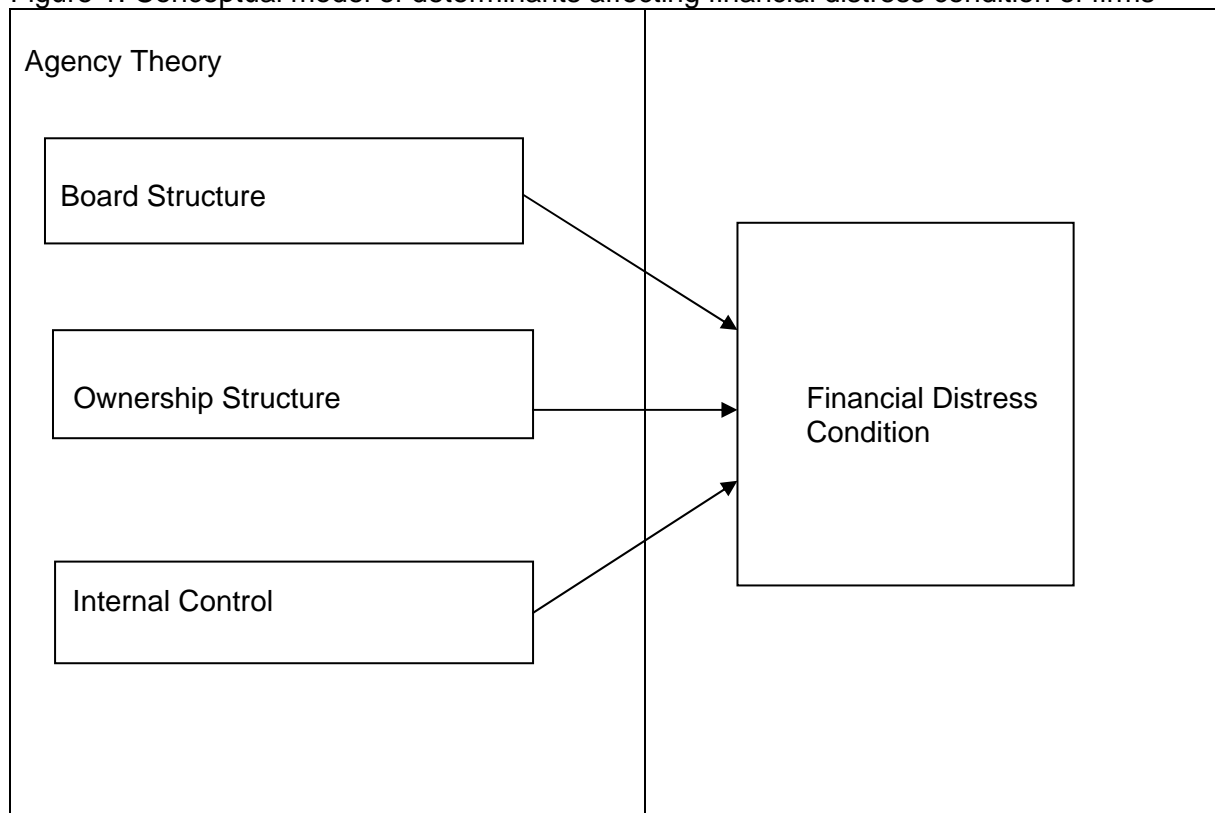 Figure 1. Conceptual model of determinants affecting financial distress condition of firms
Agency Theory
Board Structure
Ownership Structure
Financial Distress
Condition
Internal Control